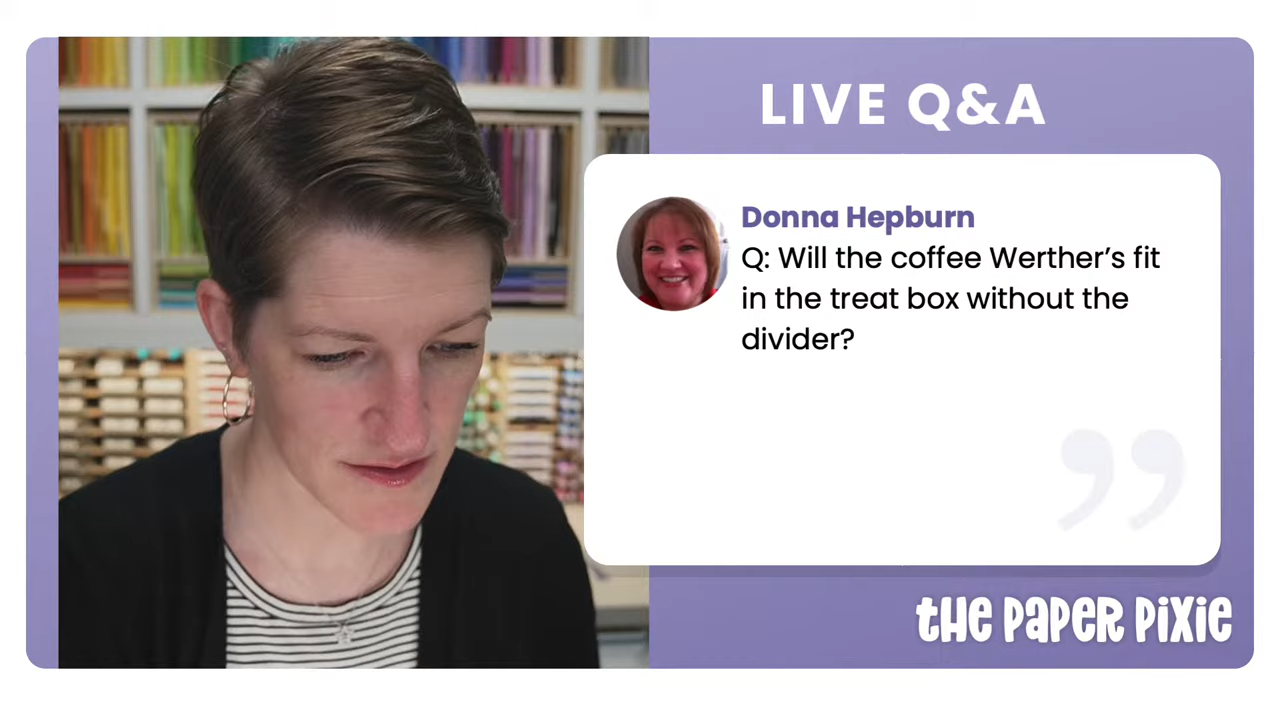 LIVE Q&A
Donna Hepburn
Q: Will the coffee Werther’s fit
in the treat box without the
divider?
the paper pixie